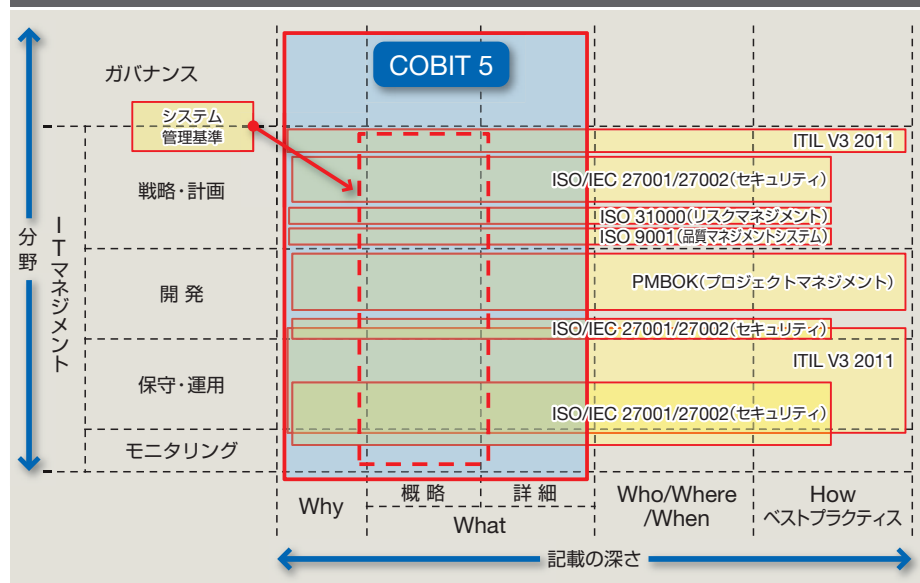 COBIT 5
ガバナンス
システム
管理基準
ITIL V3 2011
ISO/IEC 27001/27002(セキュリティ)
戦略・計画
ISO 31000(リスクマネジメント)
ISO 9001(品質マネジメントシステム)
分野
ITマネジメント
PMBOK(プロジェクトマネジメント)
開 発
ISO/IEC 27001/27002(セキュリティ)
ITIL V3 2011
保守・運用
ISO/IEC 27001/27002(セキュリティ)
モニタリング
Why
概 略
詳 細
What
Who/Where
/When
How
ベストプラクティス
記載の深さ